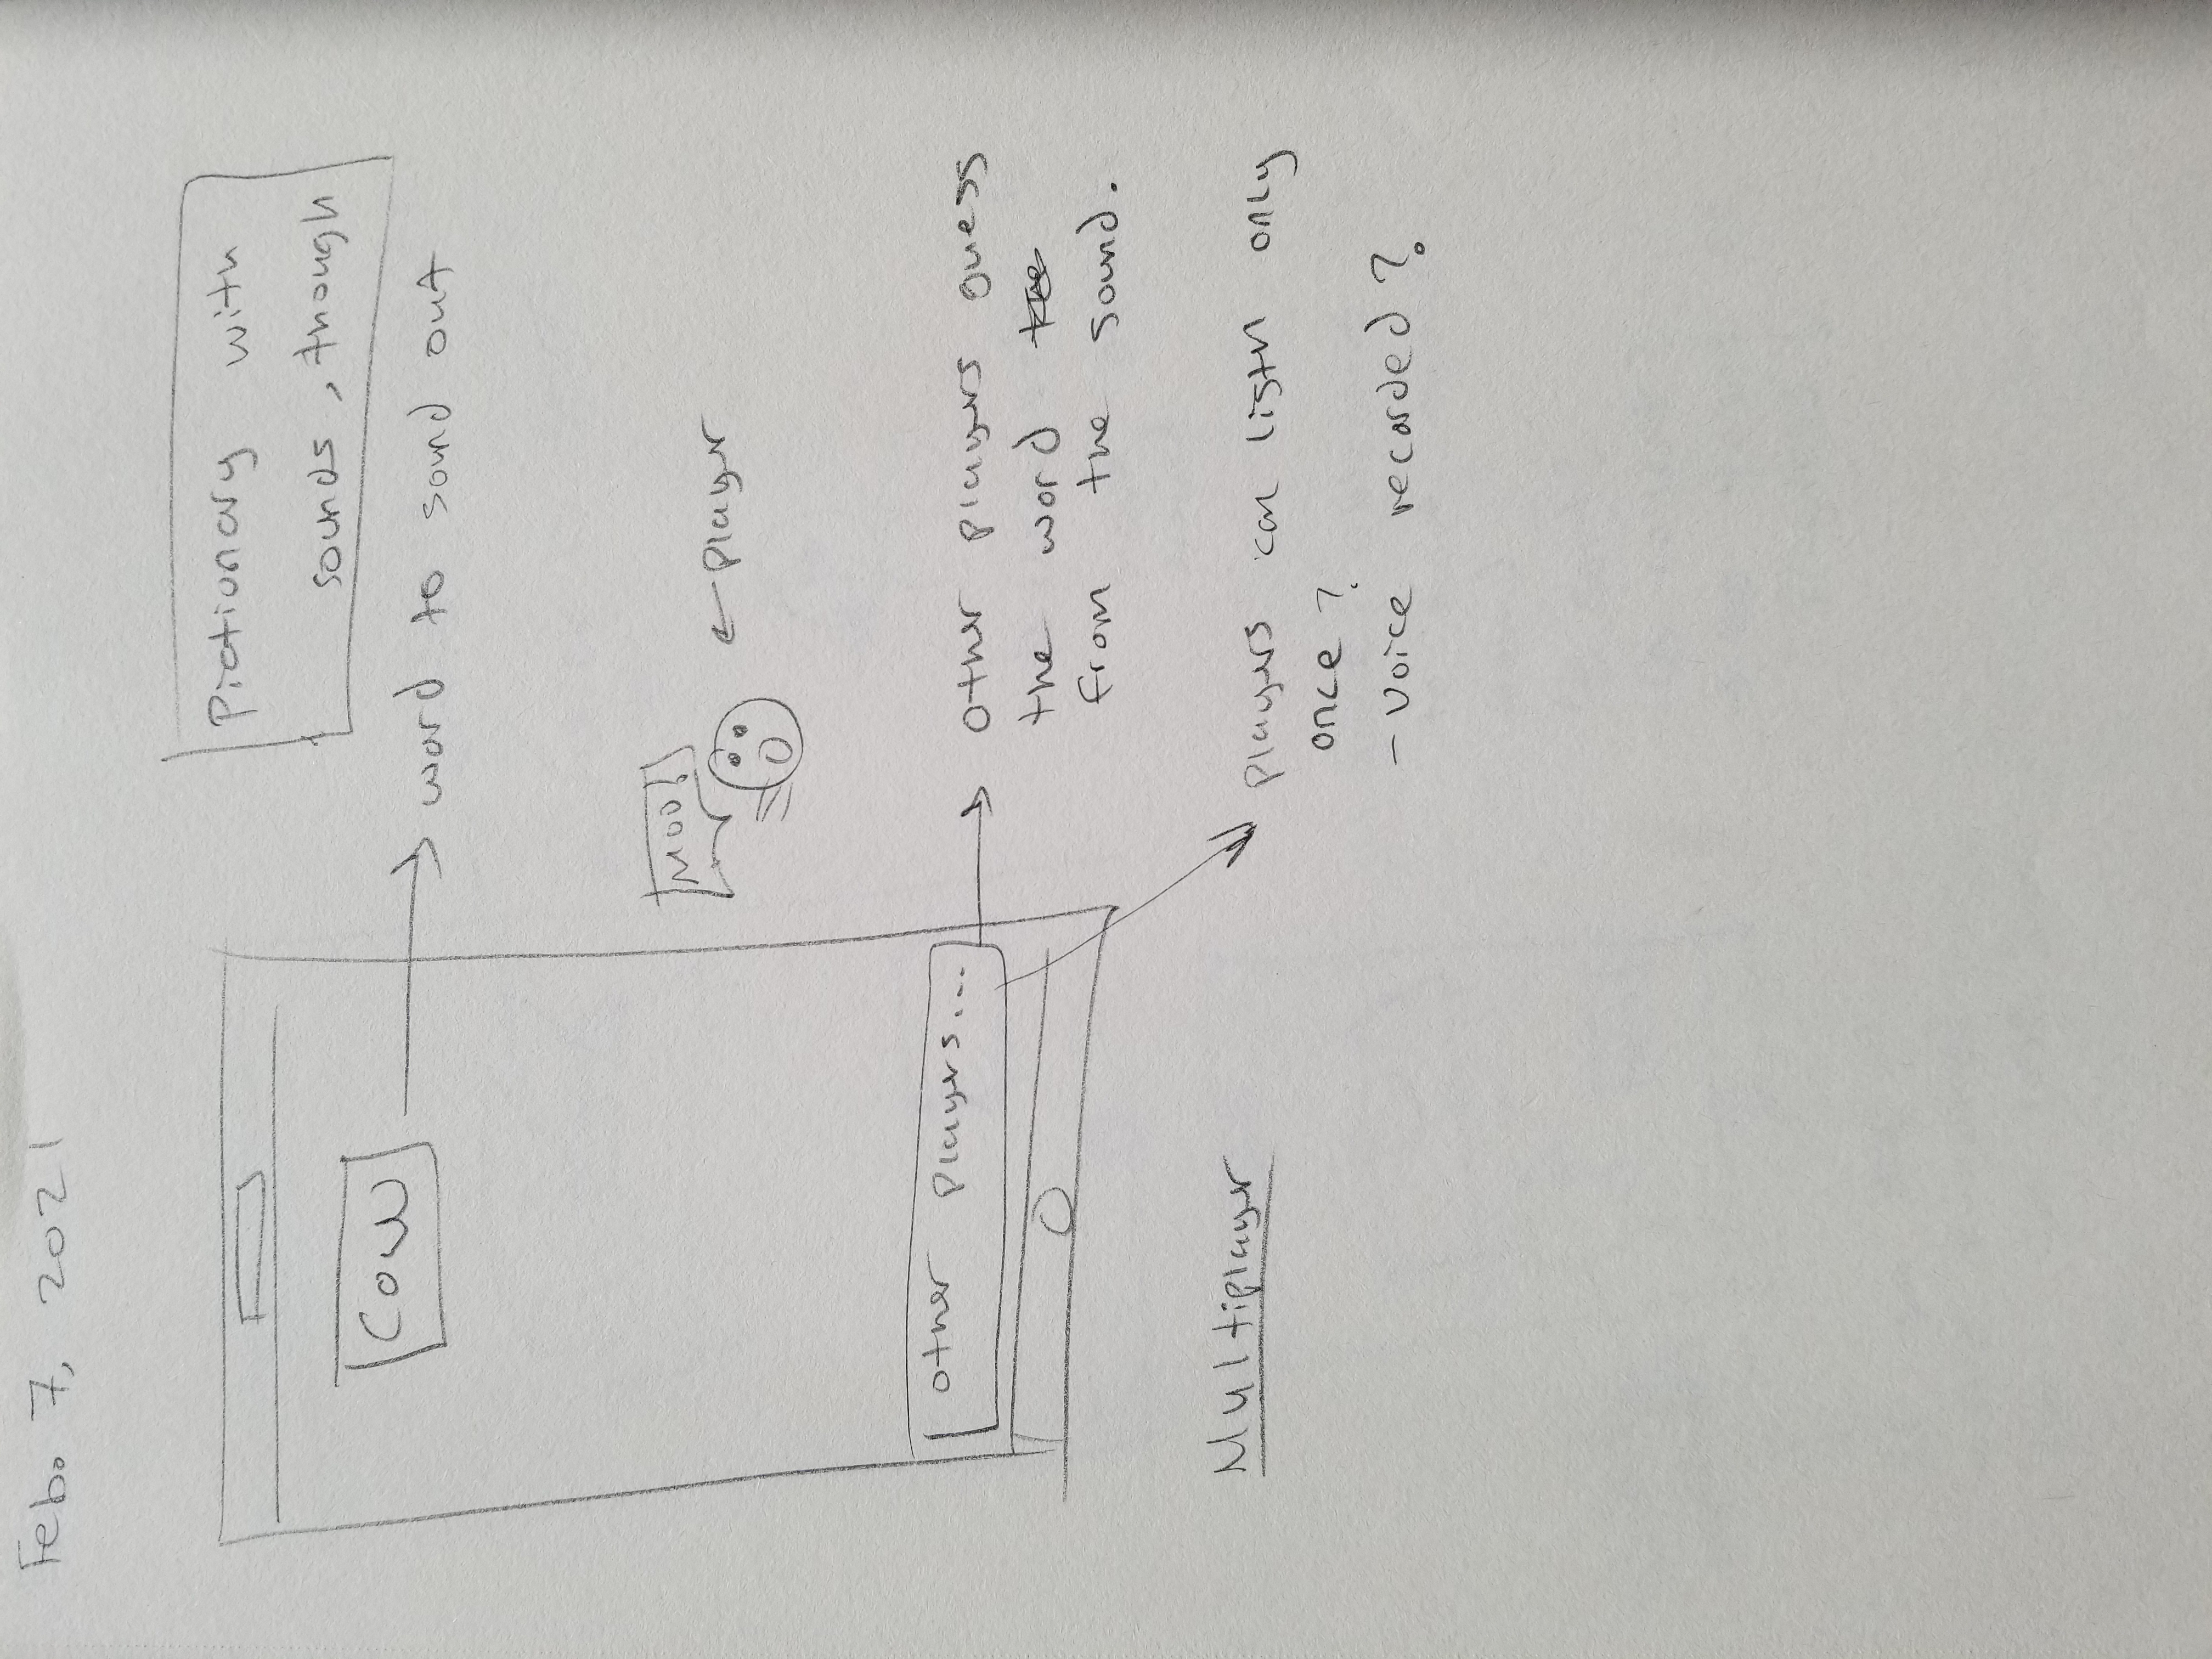 Feb. 7, 2021
Pictionary with
sounds, though
Cow
word to sound out
Moo!
player
other players...
other players guess
the word the
from the sound.
Multiplayer
players can listn only
once?
- voice recorded?